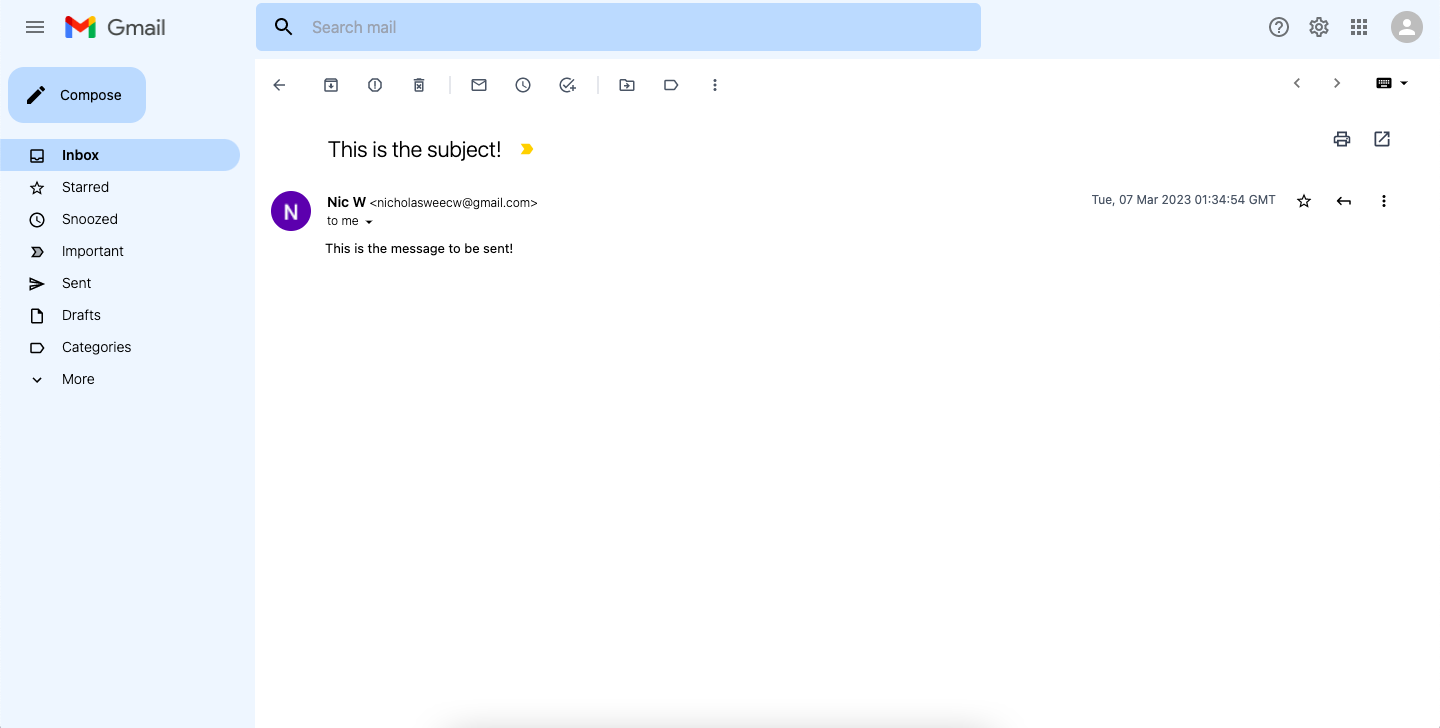 Gmail
Search mail
Compose
Inbox
Starred
Snoozed
Important
Sent
Drafts
Categories
More
This is the subject!
N
Nic W <nicholasweecw@gmail.com>
Tue, 07 Mar 2023 01:34:54 GMT
to me
This is the message to be sent!